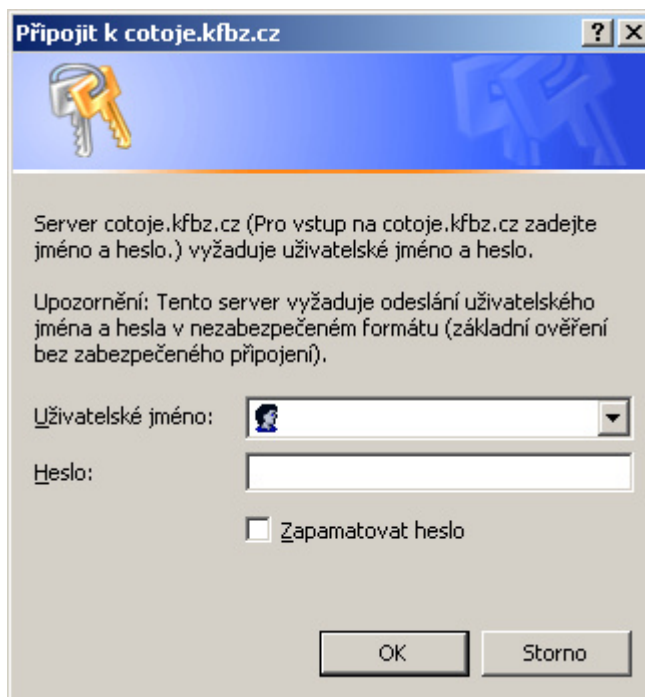 Připojit k cotoje.kfbz.cz
Server cotoje.kfbz.cz (Pro vstup na cotoje.kfbz.cz zadejte
jméno a heslo.) vyžaduje uživatelské jméno a heslo.
Upozornění: Tento server vyžaduje odeslání uživatelského
jména a hesla v nezabezpečeném formátu (základní ověření
bez zabezpečeného připojení).
Uživatelské jméno:
Heslo:
Zapamatovat heslo
OK
Storno